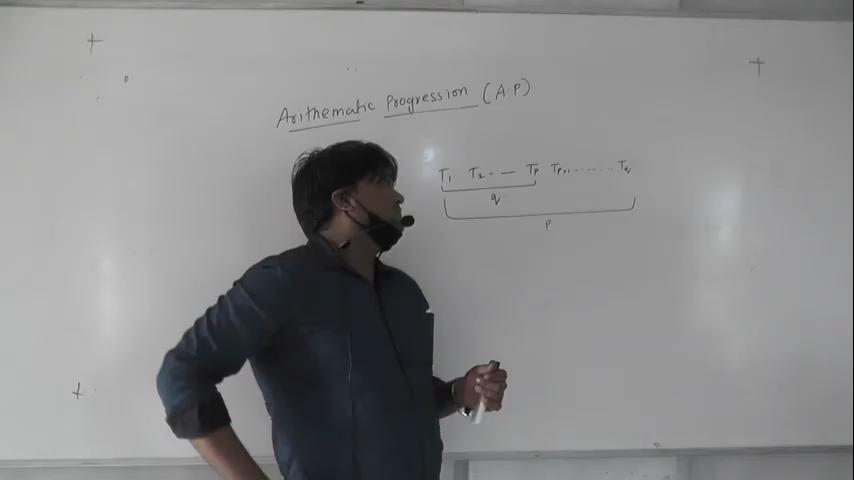 Arithematic Progression (A.P)
T1 T2 . . — Tp Tp+1 . . . . . . . Tq
q
p